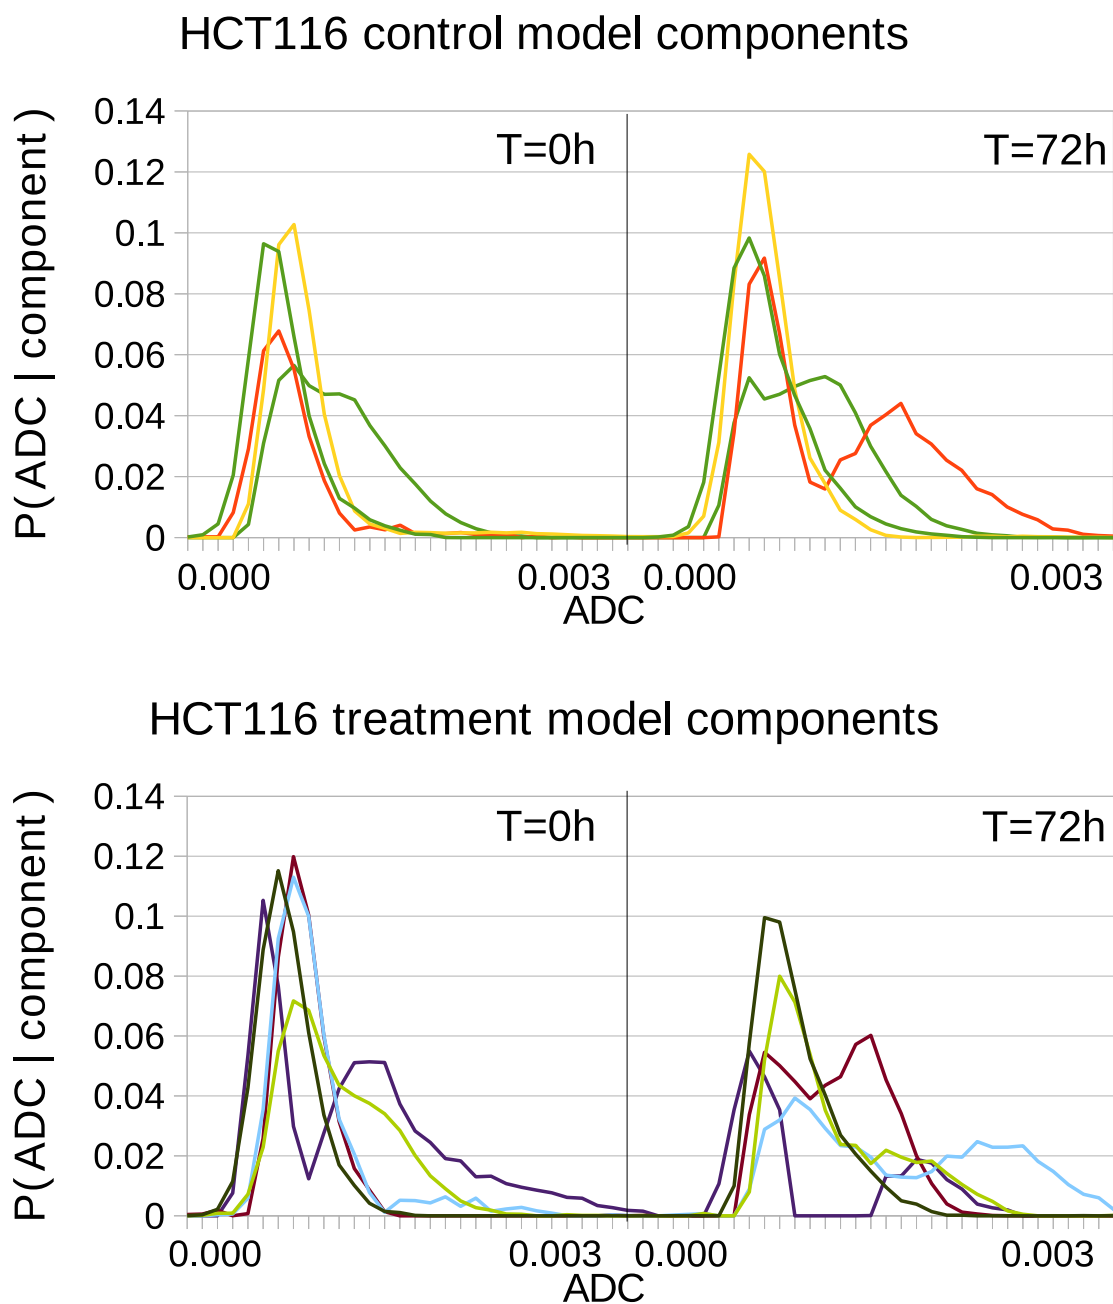 HCT116 control model components
P( ADC | component )
0.14
0.12
0.1
0.08
0.06
0.04
0.02
0
T=0h
T=72h
0.000
0.003
0.000
0.003
ADC
HCT116 treatment model components
P( ADC | component )
0.14
0.12
0.1
0.08
0.06
0.04
0.02
0
T=0h
T=72h
0.000
0.003
0.000
0.003
ADC